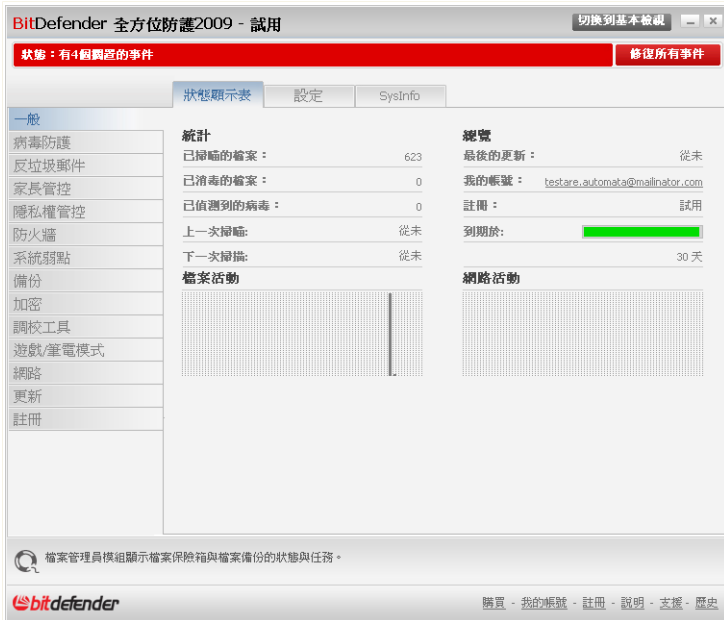 BitDefender 全方位防護2009 - 試用
切換到基本檢視
狀態：有4個擱置的事件
修復所有事件
狀態顯示表
設定
SysInfo
一般
病毒防護
反垃圾郵件
家長管控
隱私權管控
防火牆
系統弱點
備份
加密
調校工具
遊戲/筆電模式
網路
更新
註冊
統計
已掃瞄的檔案： 623
已消毒的檔案： 0
已偵測到的病毒： 0
上一次掃瞄: 從未
下一次掃描: 從未
檔案活動
總覽
最後的更新： 從未
我的帳號： testare.automata@mailinator.com
註冊： 試用
到期於:
30 天
網路活動
檔案管理員模組顯示檔案保險箱與檔案備份的狀態與任務。
bitdefender
購買 - 我的帳號 - 註冊 - 說明 - 支援 - 歷史